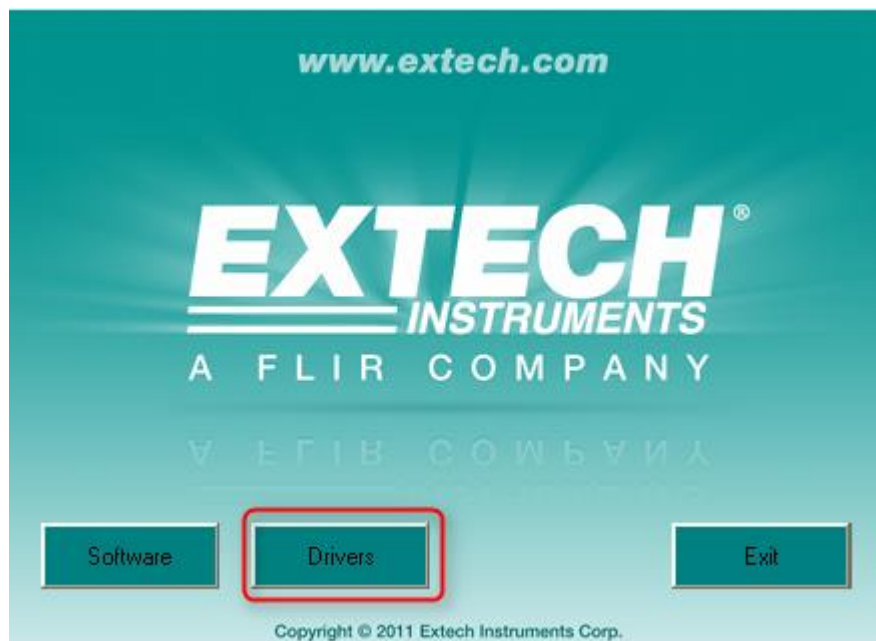 www.extech.com
EXTECH®
INSTRUMENTS
A FLIR COMPANY
Software
Drivers
Exit
Copyright © 2011 Extech Instruments Corp.